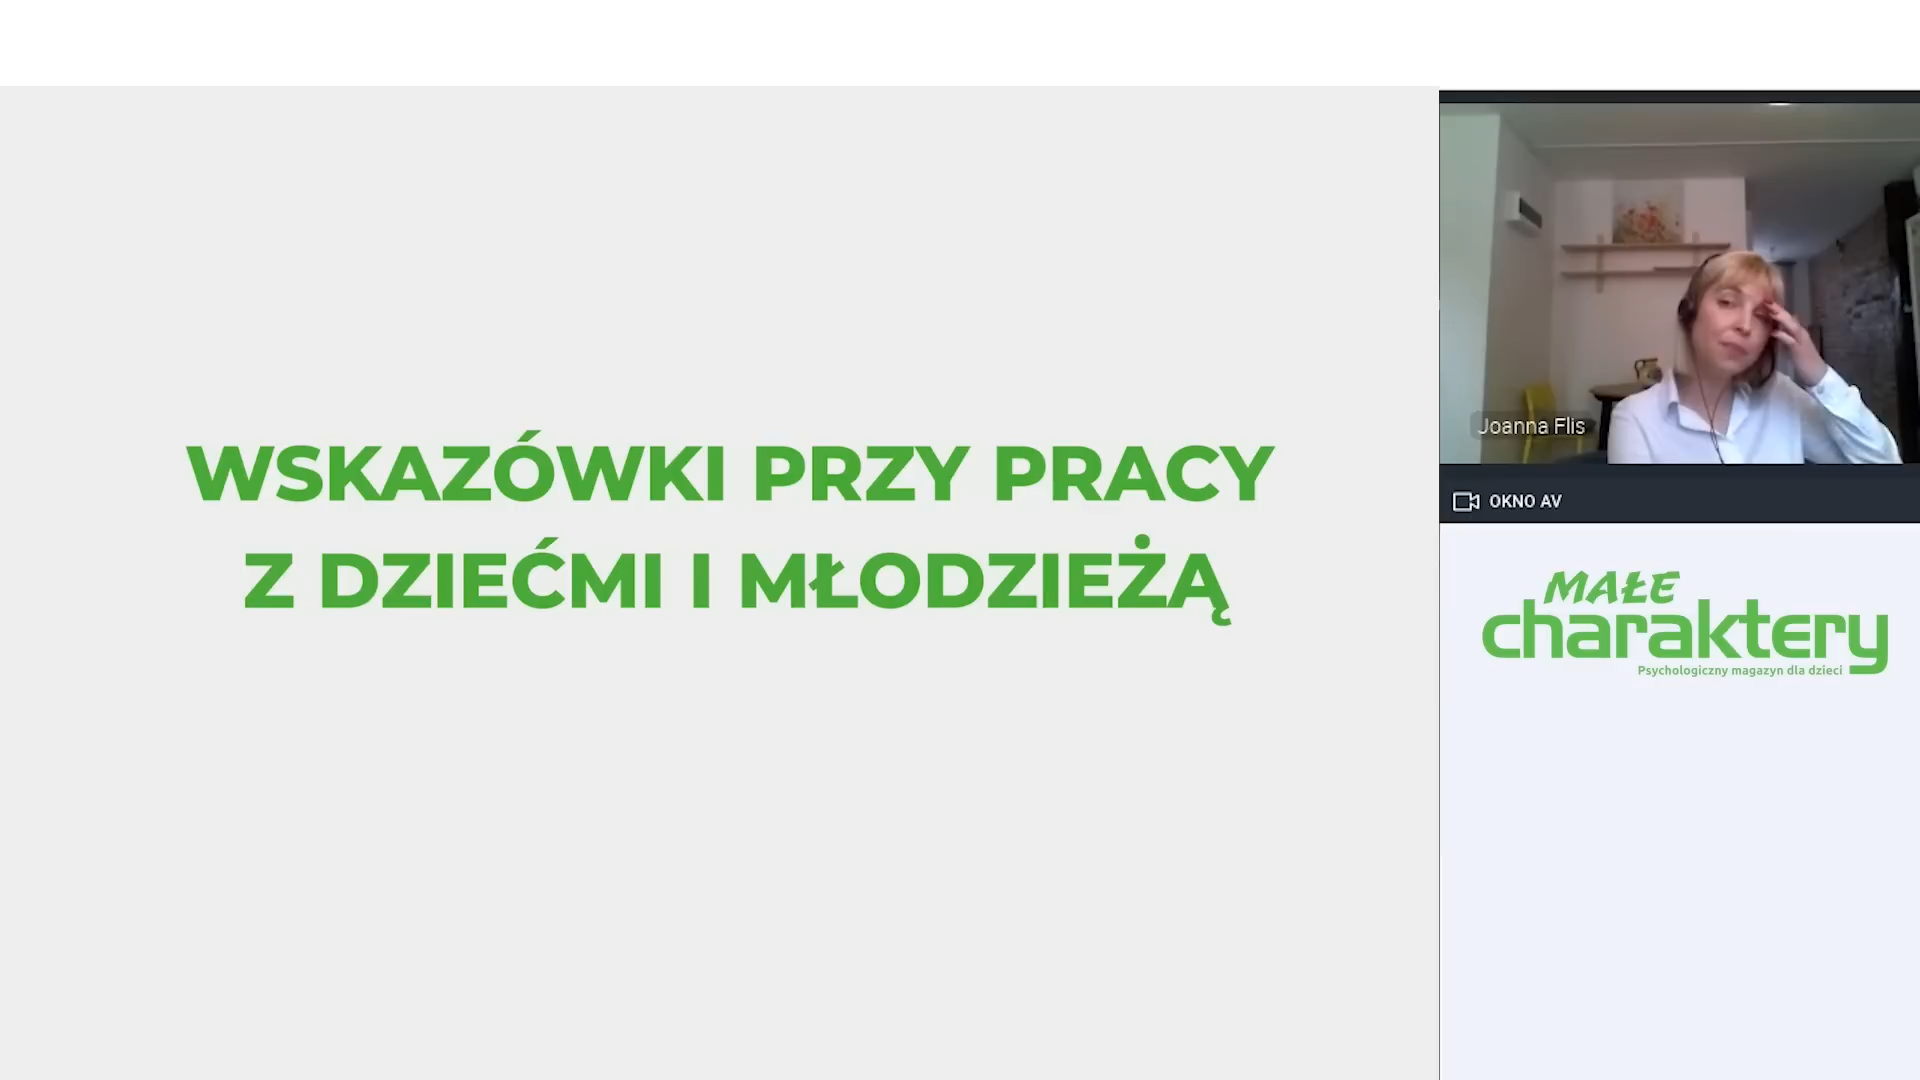 WSKAZÓWKI PRZY PRACY
Z DZIEĆMI I MŁODZIEŻĄ
Joanna Flis
OKNO AV
MAŁE
charaktery
Psychologiczny magazyn dla dzieci